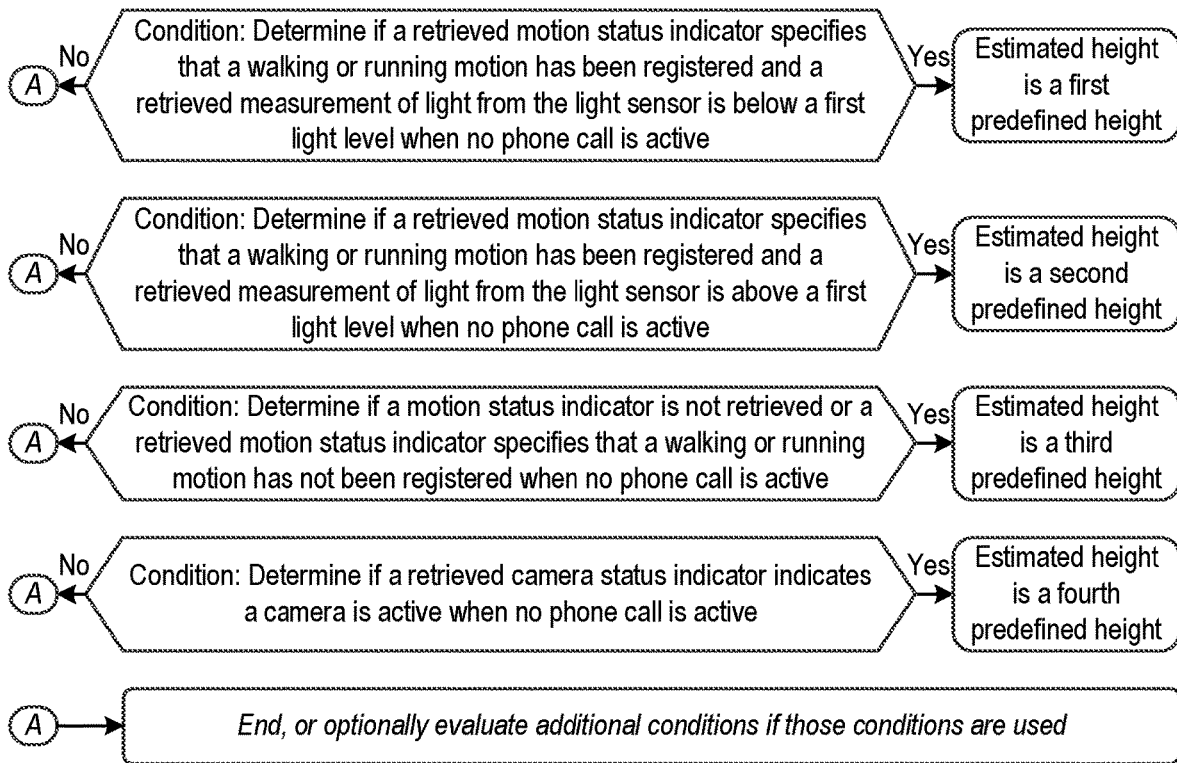 No
Condition: Determine if a retrieved motion status indicator specifies
that a walking or running motion has been registered and a
retrieved measurement of light from the light sensor is below a first
light level when no phone call is active
Yes
Estimated height
is a first
predefined height
A
No
Condition: Determine if a retrieved motion status indicator specifies
that a walking or running motion has been registered and a
retrieved measurement of light from the light sensor is above a first
light level when no phone call is active
Yes
Estimated height
is a second
predefined height
A
No
Condition: Determine if a motion status indicator is not retrieved or a
retrieved motion status indicator specifies that a walking or running
motion has not been registered when no phone call is active
Yes
Estimated height
is a third
predefined height
A
No
Condition: Determine if a retrieved camera status indicator indicates
a camera is active when no phone call is active
Yes
Estimated height
is a fourth
predefined height
A
A
End, or optionally evaluate additional conditions if those conditions are used